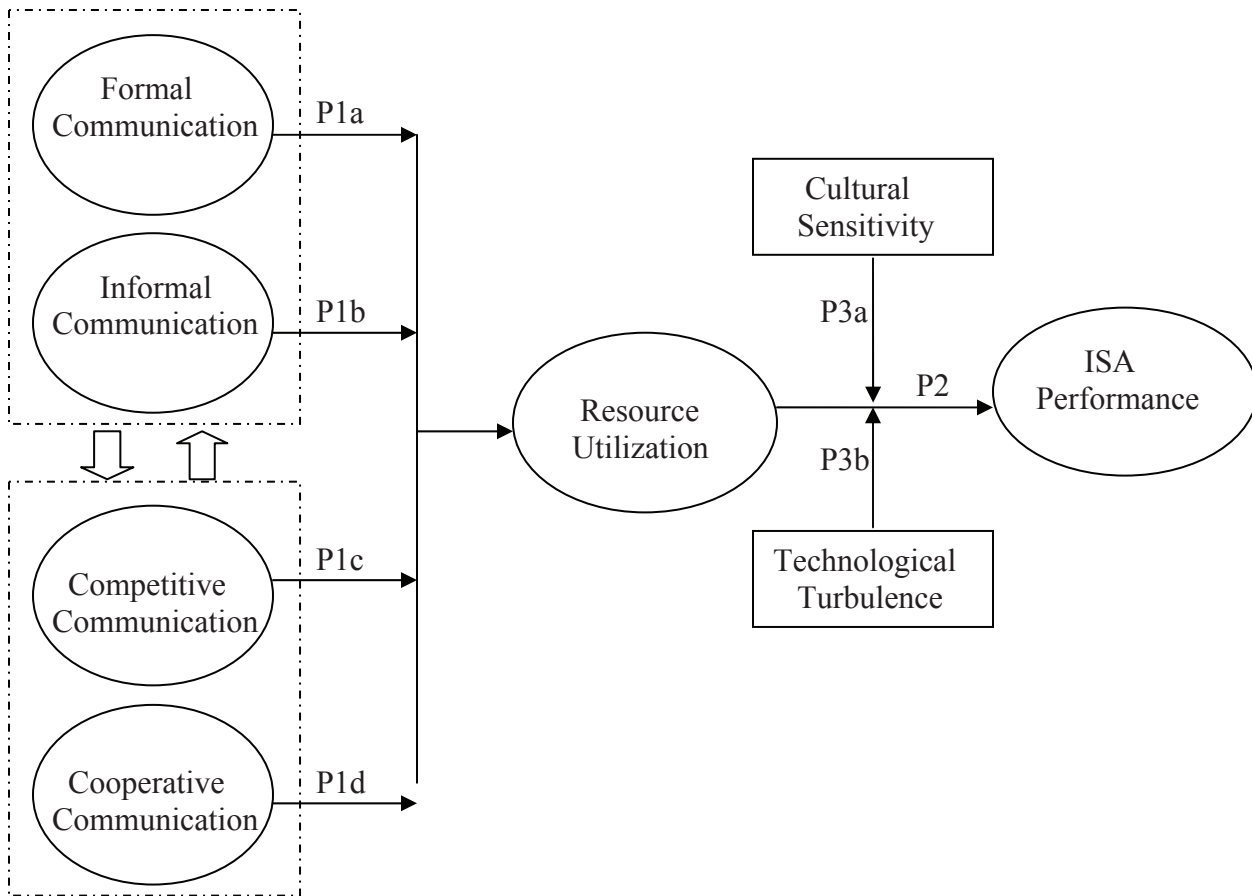 Formal
Communication
P1a
Informal
Communication
P1b
Competitive
Communication
P1c
Cooperative
Communication
P1d
Resource
Utilization
Cultural
Sensitivity
P3a
P2
P3b
Technological
Turbulence
ISA
Performance